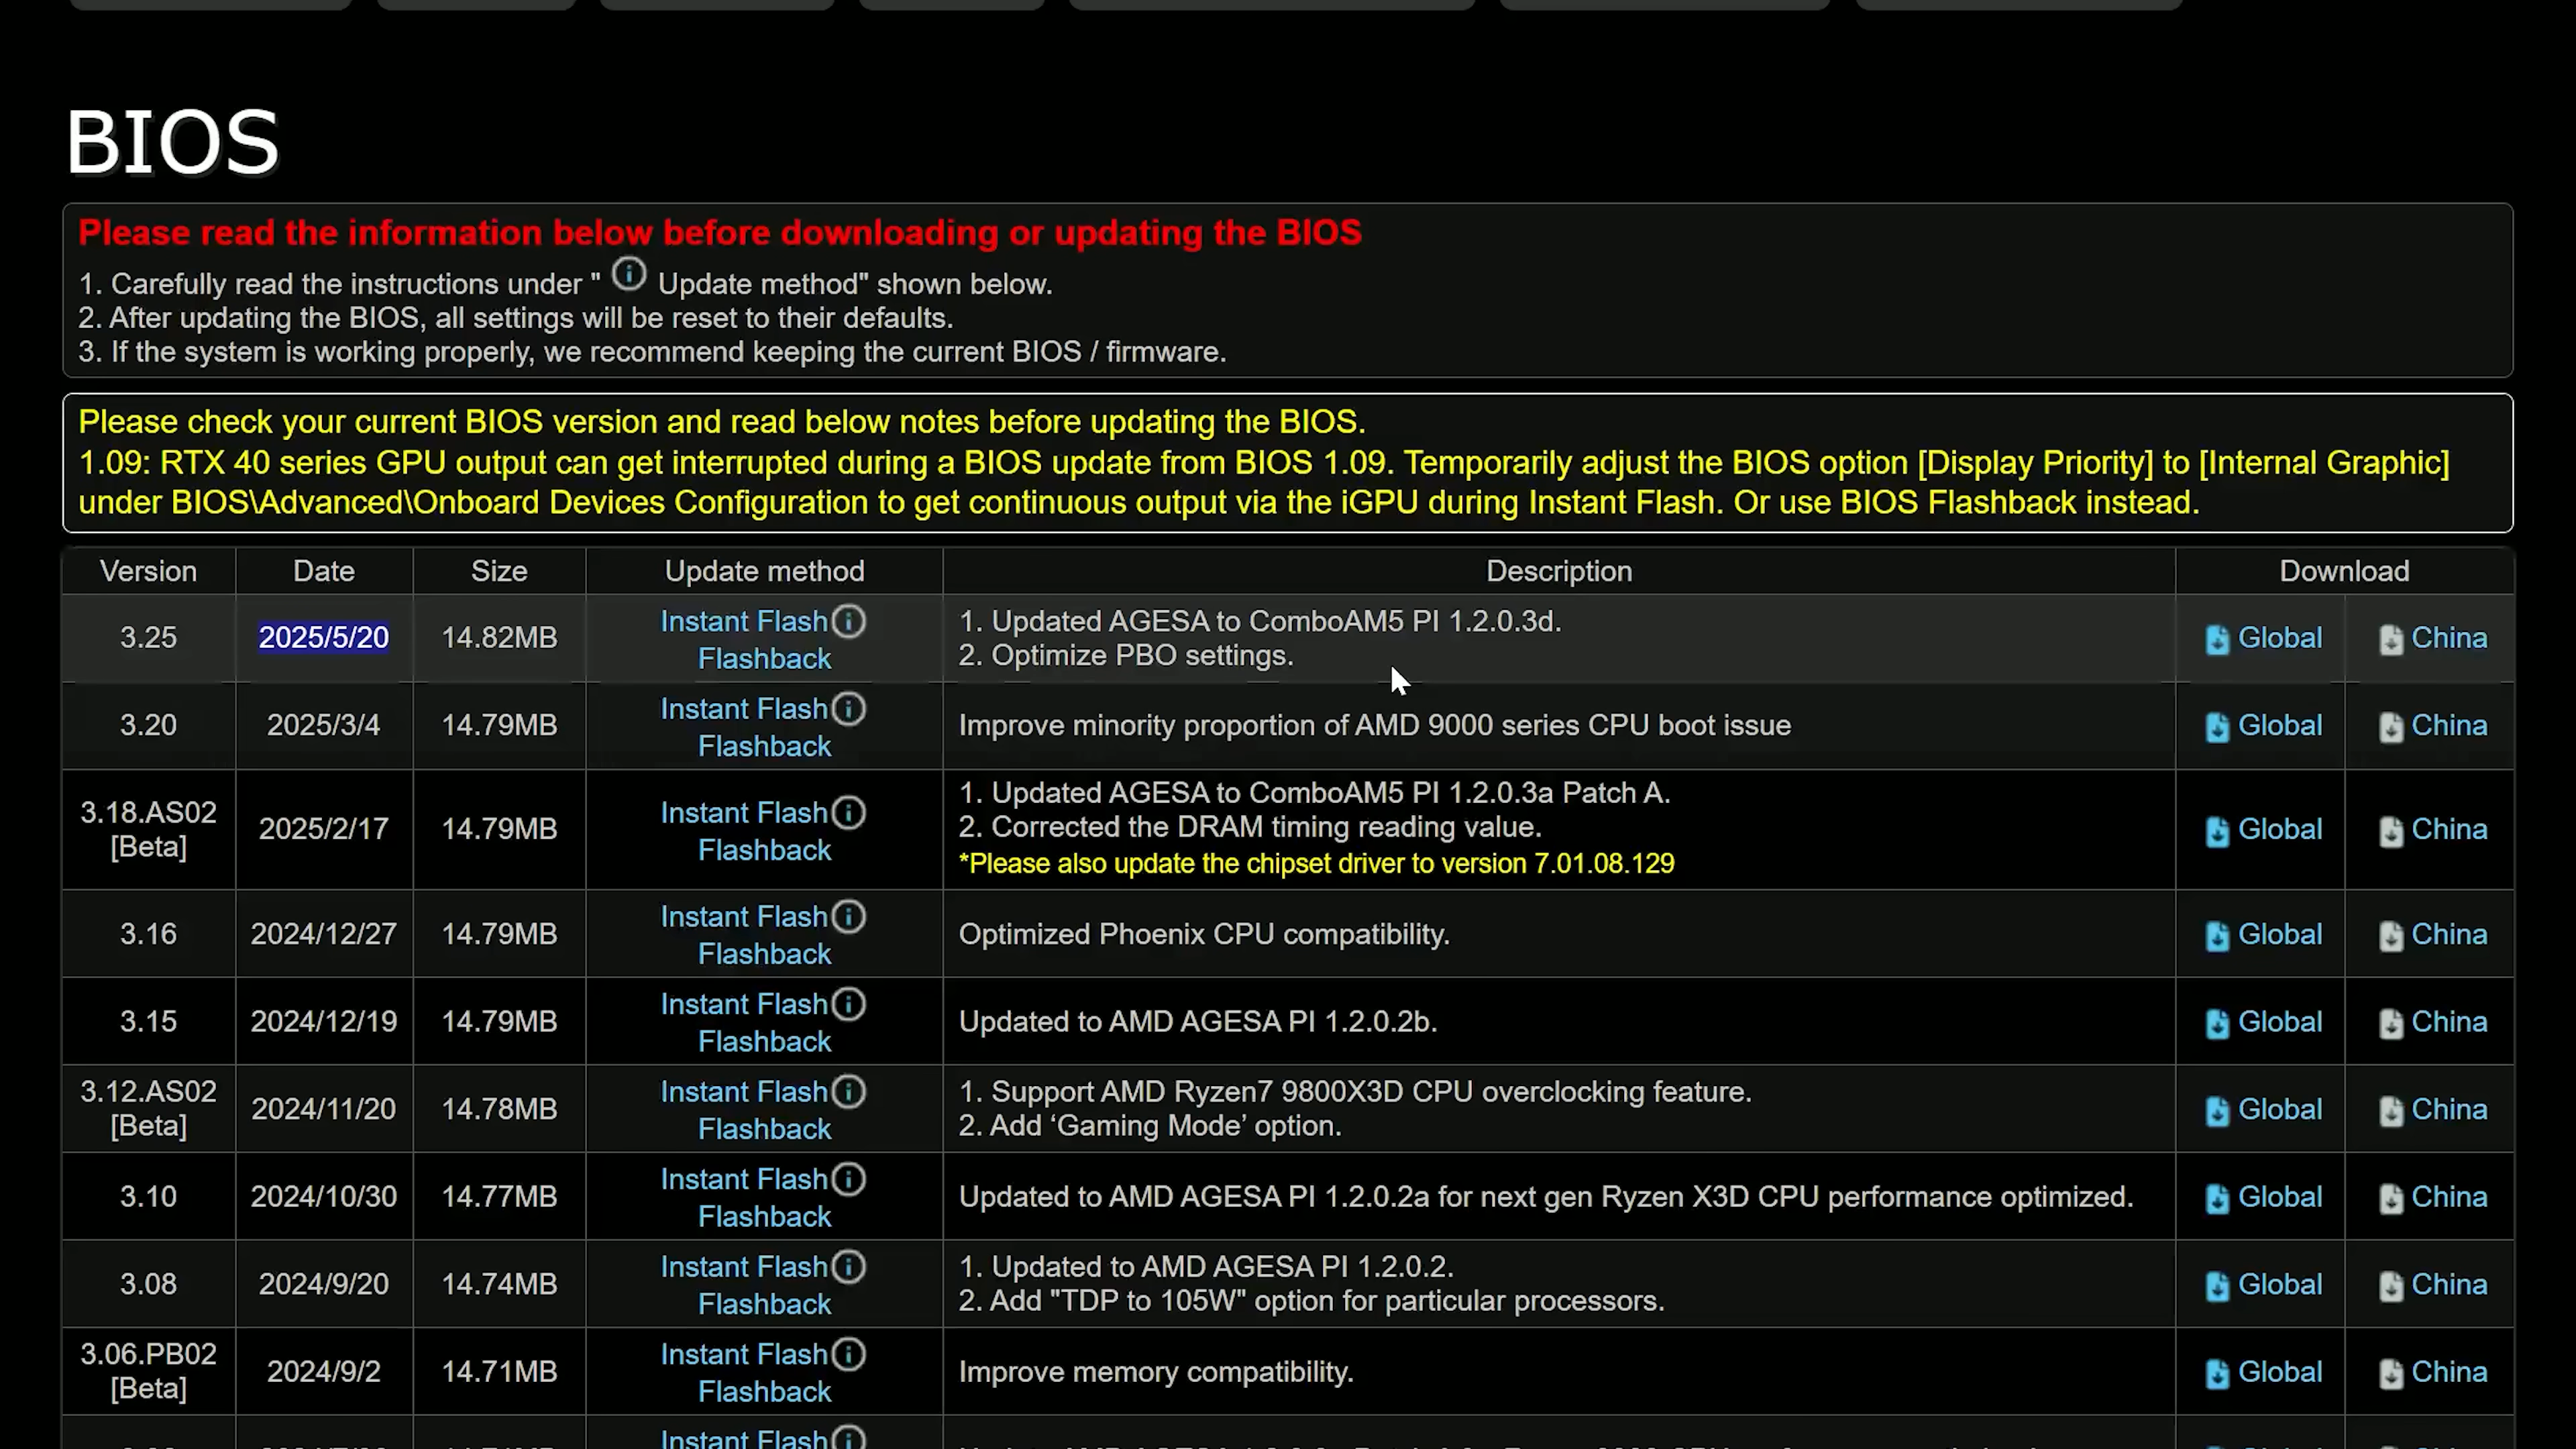 BIOS
Please read the information below before downloading or updating the BIOS
1. Carefully read the instructions under " Update method" shown below.
2. After updating the BIOS, all settings will be reset to their defaults.
3. If the system is working properly, we recommend keeping the current BIOS / firmware.
Please check your current BIOS version and read below notes before updating the BIOS.
1.09: RTX 40 series GPU output can get interrupted during a BIOS update from BIOS 1.09. Temporarily adjust the BIOS option [Display Priority] to [Internal Graphic]
under BIOS\Advanced\Onboard Devices Configuration to get continuous output via the iGPU during Instant Flash. Or use BIOS Flashback instead.
Version Date Size Update method Description Download
3.25 2025/5/20 14.82MB
Instant Flash
Flashback
1. Updated AGESA to ComboAM5 PI 1.2.0.3d.
2. Optimize PBO settings.
Global China
3.20 2025/3/4 14.79MB
Instant Flash
Flashback
Improve minority proportion of AMD 9000 series CPU boot issue
Global China
3.18.AS02
[Beta]
2025/2/17 14.79MB
Instant Flash
Flashback
1. Updated AGESA to ComboAM5 PI 1.2.0.3a Patch A.
2. Corrected the DRAM timing reading value.
*Please also update the chipset driver to version 7.01.08.129
Global China
3.16 2024/12/27 14.79MB
Instant Flash
Flashback
Optimized Phoenix CPU compatibility.
Global China
3.15 2024/12/19 14.79MB
Instant Flash
Flashback
Updated to AMD AGESA PI 1.2.0.2b.
Global China
3.12.AS02
[Beta]
2024/11/20 14.78MB
Instant Flash
Flashback
1. Support AMD Ryzen7 9800X3D CPU overclocking feature.
2. Add ‘Gaming Mode’ option.
Global China
3.10 2024/10/30 14.77MB
Instant Flash
Flashback
Updated to AMD AGESA PI 1.2.0.2a for next gen Ryzen X3D CPU performance optimized.
Global China
3.08 2024/9/20 14.74MB
Instant Flash
Flashback
1. Updated to AMD AGESA PI 1.2.0.2.
2. Add "TDP to 105W" option for particular processors.
Global China
3.06.PB02
[Beta]
2024/9/2 14.71MB
Instant Flash
Flashback
Improve memory compatibility.
Global China
Instant Flash